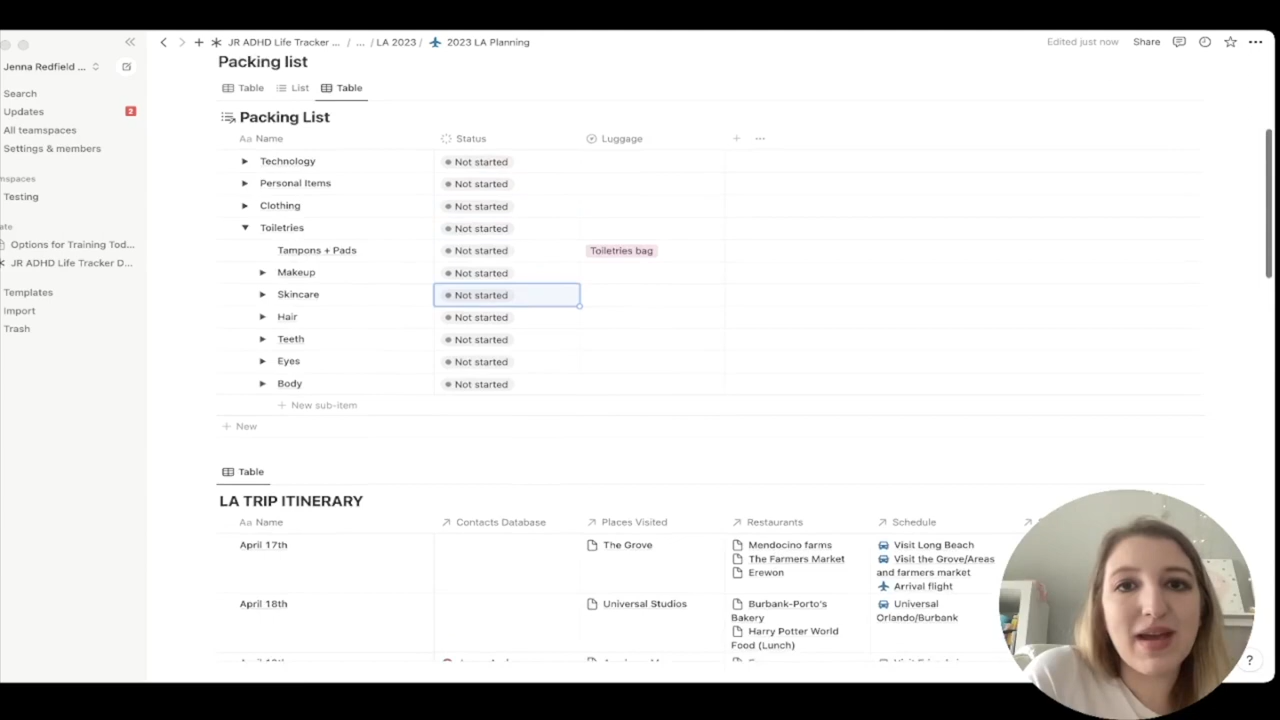 JR ADHD Life Tracker ... / ... / LA 2023 / 2023 LA Planning
Edited just now Share
Jenna Redfield ...
Search
Updates 2
All teamspaces
Settings & members
mspaces
Testing
ate
Options for Training Tod...
JR ADHD Life Tracker D...
Templates
Import
Trash
Packing list
Table List Table
Packing List
Aa Name Status Luggage
Technology Not started
Personal Items Not started
Clothing Not started
Toiletries Not started
Tampons + Pads Not started Toiletries bag
Makeup Not started
Skincare Not started
Hair Not started
Teeth Not started
Eyes Not started
Body Not started
+ New sub-item
+ New
Table
LA TRIP ITINERARY
Aa Name Contacts Database Places Visited Restaurants Schedule
April 17th The Grove Mendocino farms Visit Long Beach
The Farmers Market Visit the Grove/Areas
Erewon and farmers market
Arrival flight
April 18th Universal Studios Burbank-Porto's Universal
Bakery Orlando/Burbank
Harry Potter World
Food (Lunch)
?